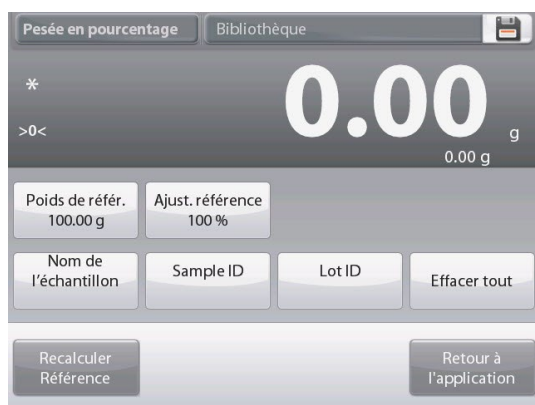 Pesée en pourcentage
Bibliothèque
*
0.00 g
>0<
0.00 g
Poids de référ.
100.00 g
Ajust. référence
100 %
Nom de
l'échantillon
Sample ID
Lot ID
Effacer tout
Recalculer
Référence
Retour à
l'application